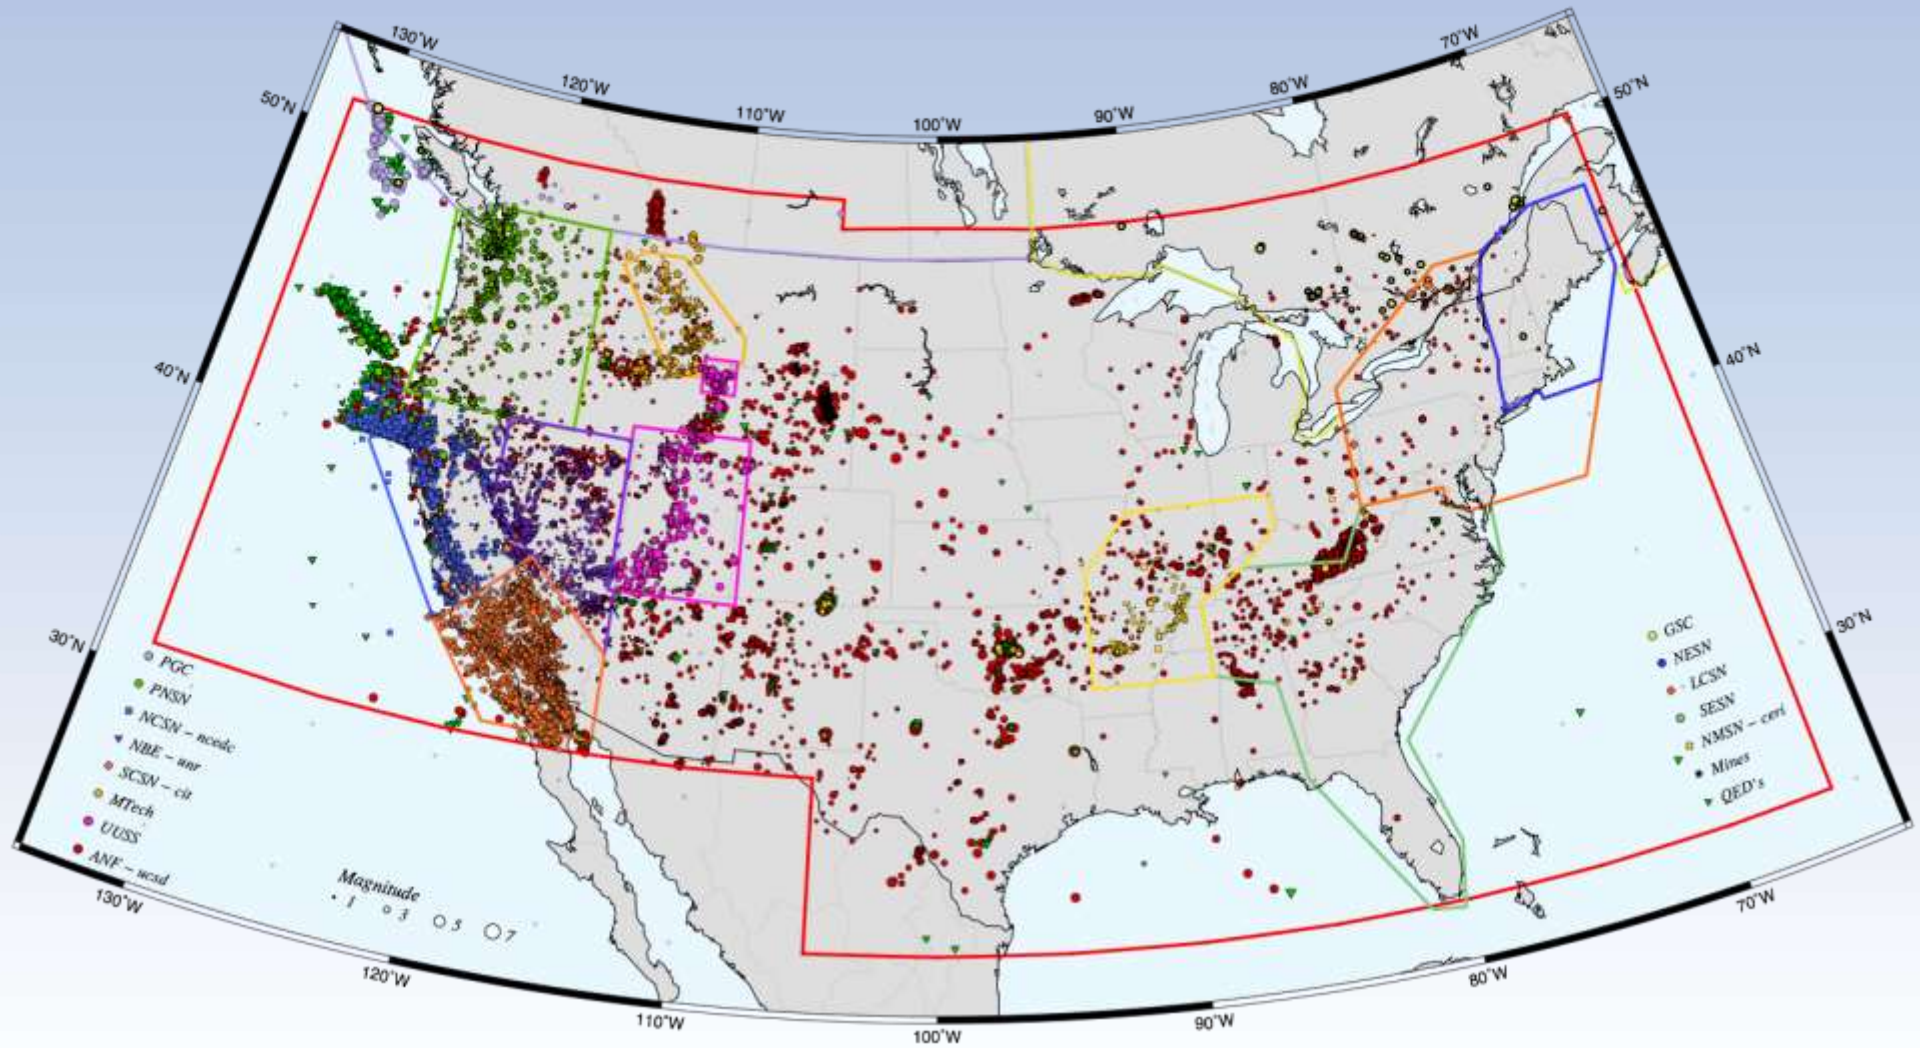 130°W
120°W
110°W
100°W
90°W
80°W
70°W
50°N
50°N
40°N
40°N
30°N
30°N
PGC
PNSN
NCSN – ncedc
NBE – unr
SCSN – cit
MTech
UUSS
ANF – ucsd
Magnitude
1 3 5 7
GSC
NESN
LCSN
SESN
NMSN – ceri
Mines
QED's
130°W
120°W
110°W
100°W
90°W
80°W
70°W